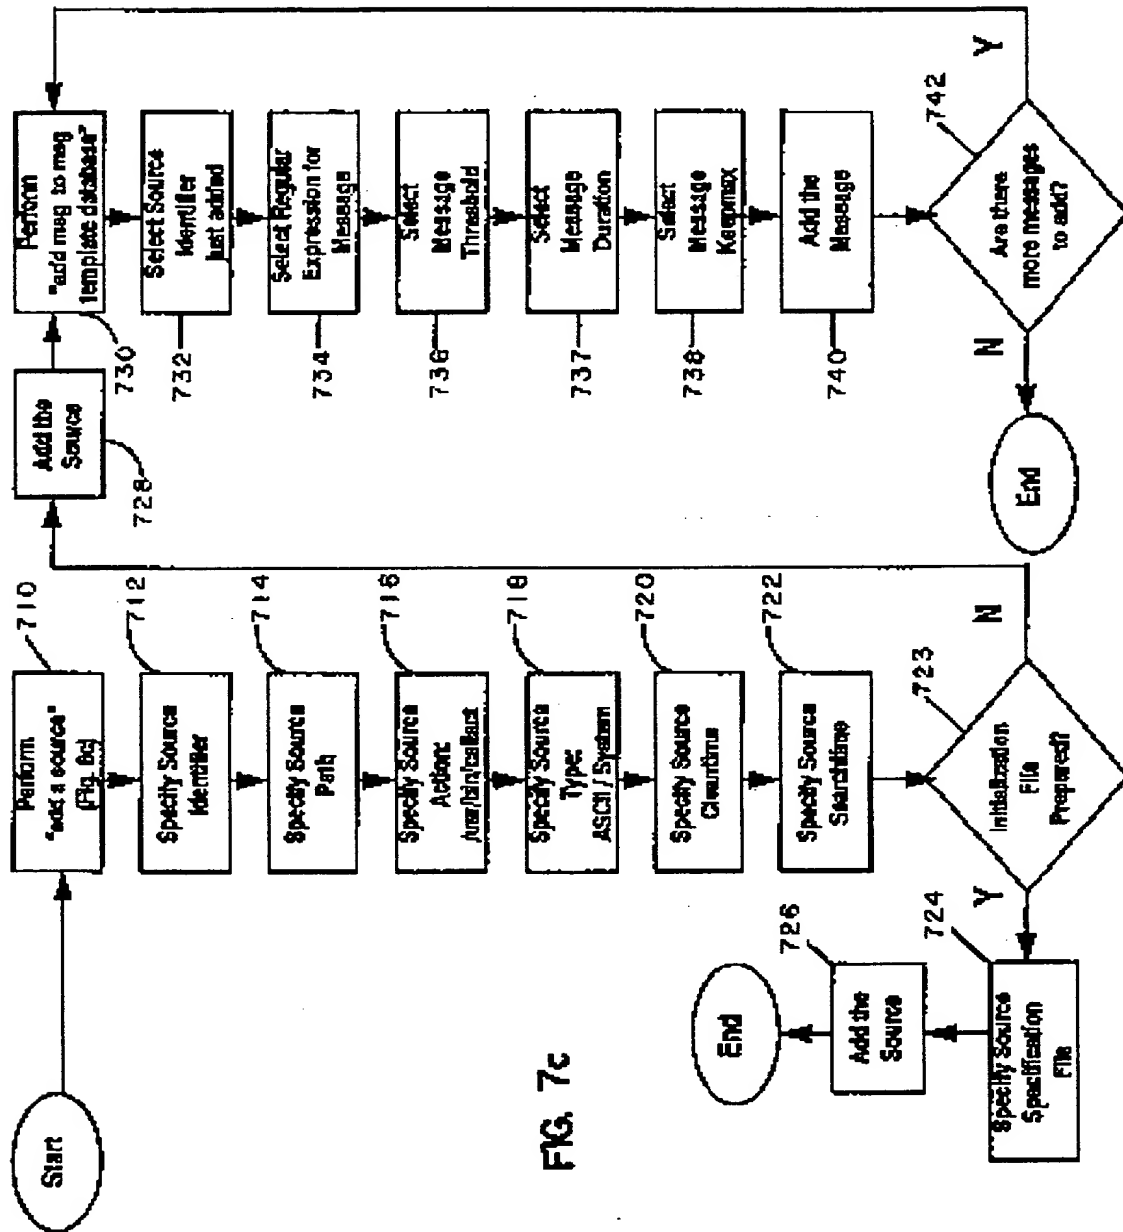 Start
Perform
"add a source"
(Fig. 8c)
710
Specify Source
Identifier
712
Specify Source
Path
714
Specify Source
Action:
/usr/bin/callact
716
Specify Source
Type:
ASCII / System
718
Specify Source
Cleartime
720
Specify Source
Searchtime
722
Initialization
File
Prepared?
723
Y
N
Specify Source
Specification
File
724
Add the
Source
726
End
Add the
Source
728
Perform
"add msg to msg
template database"
730
Select Source
Identifier
just added
732
Select Regular
Expression for
Message
734
Select
Message
Threshold
736
Select
Message
Duration
737
Select
Message
Keepmax
738
Add the
Message
740
Are there
more messages
to add?
742
Y
N
End
FIG. 7c